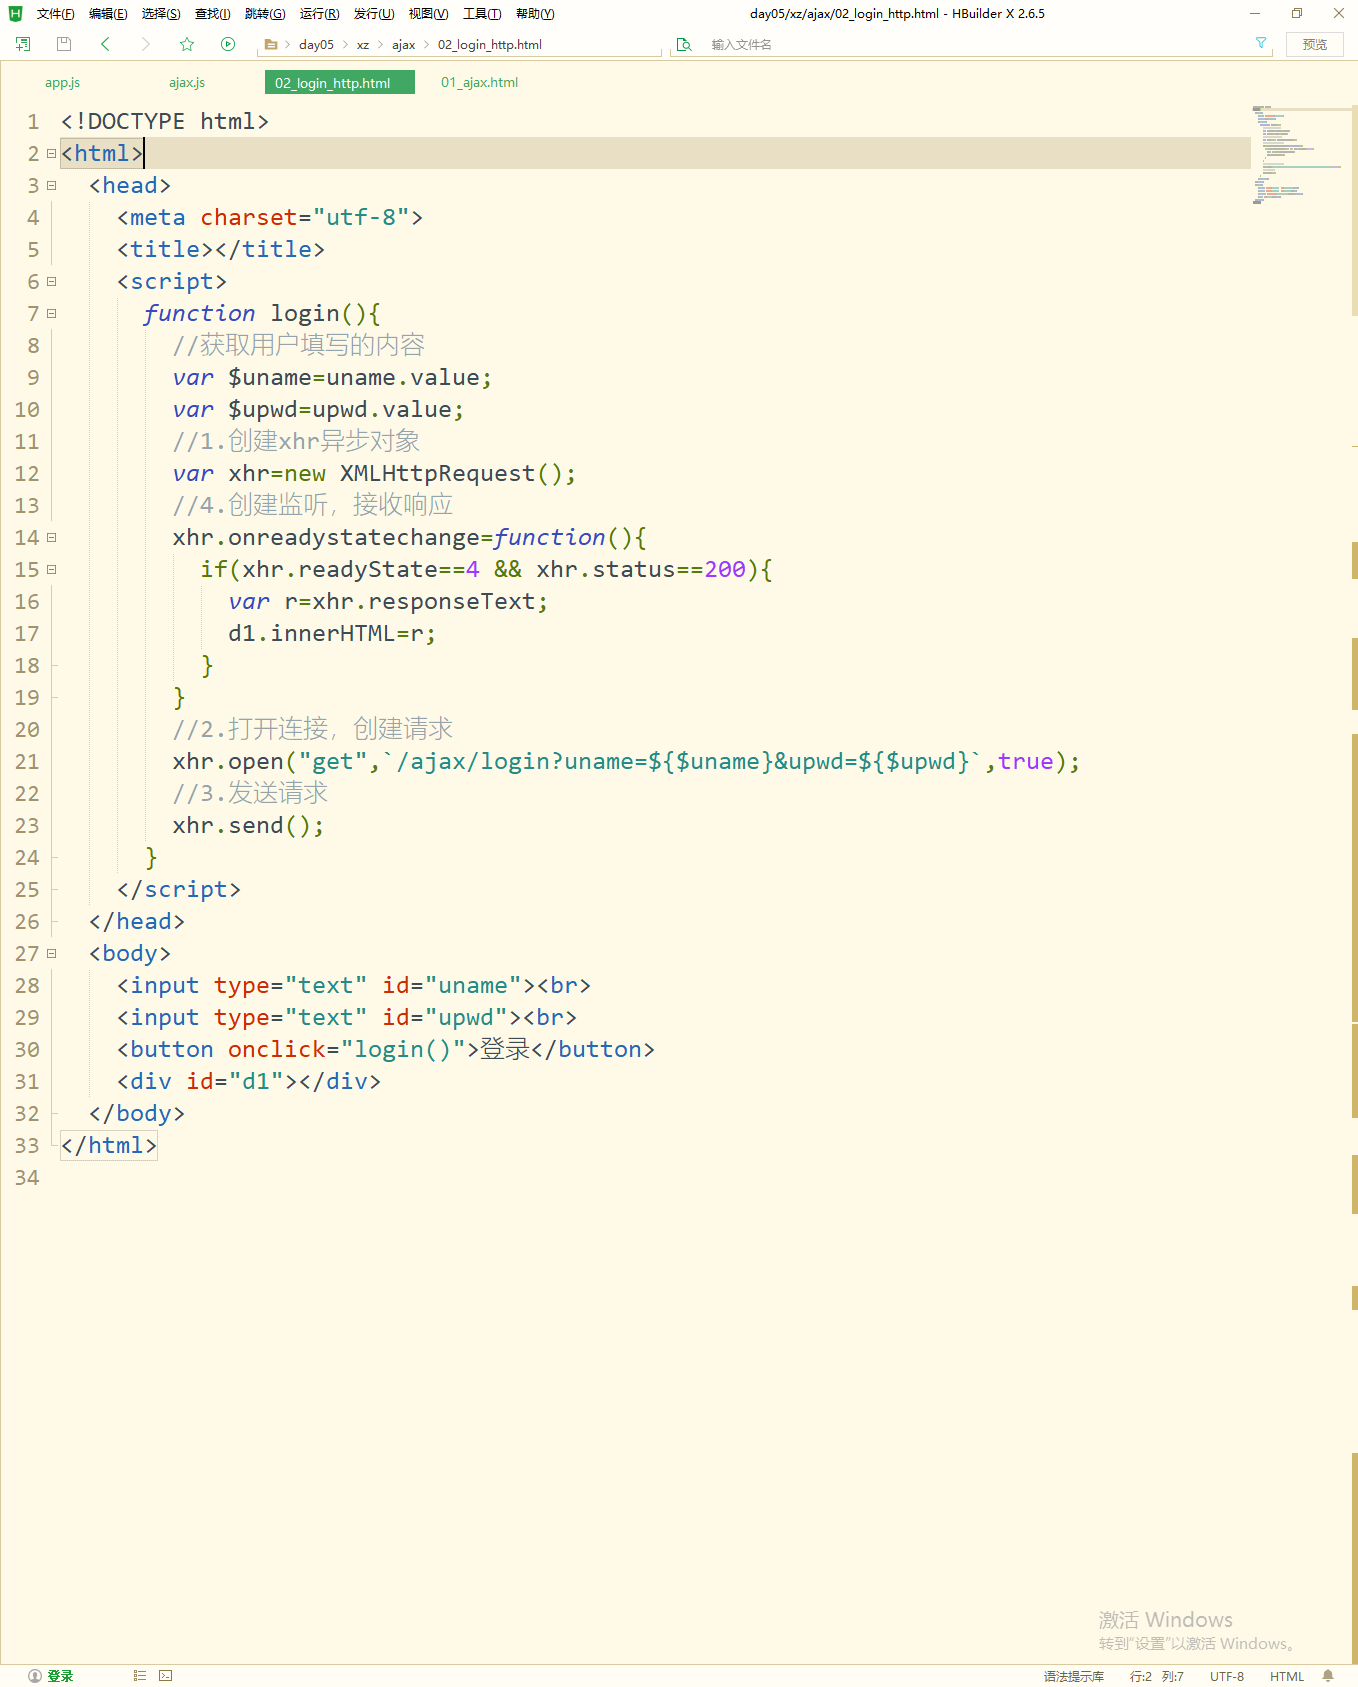 文件(F) 编辑(E) 选择(S) 查找(I) 跳转(G) 运行(R) 发行(U) 视图(V) 工具(T) 帮助(Y) day05/xz/ajax/02_login_http.html - HBuilder X 2.6.5
day05 xz ajax 02_login_http.html 输入文件名 预览
app.js ajax.js 02_login_http.html 01_ajax.html
1 <!DOCTYPE html>
2 <html>
3 <head>
4 <meta charset="utf-8">
5 <title></title>
6 <script>
7 function login(){
8 //获取用户填写的内容
9 var $uname=uname.value;
10 var $upwd=upwd.value;
11 //1.创建xhr异步对象
12 var xhr=new XMLHttpRequest();
13 //4.创建监听，接收响应
14 xhr.onreadystatechange=function(){
15 if(xhr.readyState==4 && xhr.status==200){
16 var r=xhr.responseText;
17 d1.innerHTML=r;
18 }
19 }
20 //2.打开连接，创建请求
21 xhr.open("get",`/ajax/login?uname=${$uname}&upwd=${$upwd}`,true);
22 //3.发送请求
23 xhr.send();
24 }
25 </script>
26 </head>
27 <body>
28 <input type="text" id="uname"><br>
29 <input type="text" id="upwd"><br>
30 <button onclick="login()">登录</button>
31 <div id="d1"></div>
32 </body>
33 </html>
34
激活 Windows
转到“设置”以激活 Windows。
登录 语法提示库 行:2 列:7 UTF-8 HTML